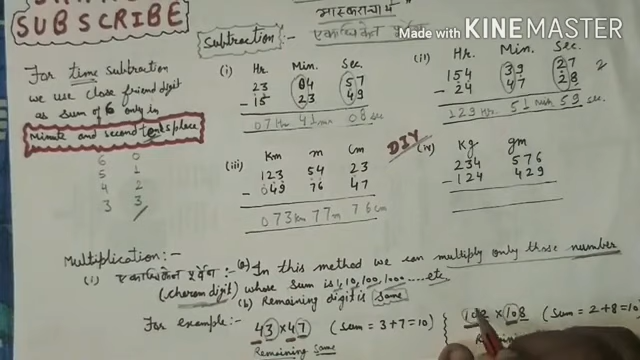 SUBSCRIBE
Made with KINEMASTER
Subtraction :-
For time Subtraction
we use close friend digit
as sum of 6 only in
minute and second tens place
6 0
5 1
4 2
3 3
(i) Hr. Min. Sec.
23 04 57
- 15 23 49
07 Hr 41 min 08 sec
(ii) Hr. Min. Sec.
154 39 27
- 24 47 28
229 Hr. 51 min 59 sec.
(iii) Km m Cm
123 54 23
- 049 76 47
073 km 77 m 76 cm
DIY
(iv) Kg gm
234 576
- 124 429
Multiplication :-
(i) एकाधिकेन पूर्वेण :- (a) In this method we can multiply only those number
(charam digit) whose sum is 1, 10, 100, 1000 .... etc.
(b) Remaining digit is same
For example :- 43 x 47 (Sum = 3+7=10)
Remaining same
102 x 108 (Sum = 2+8=10)